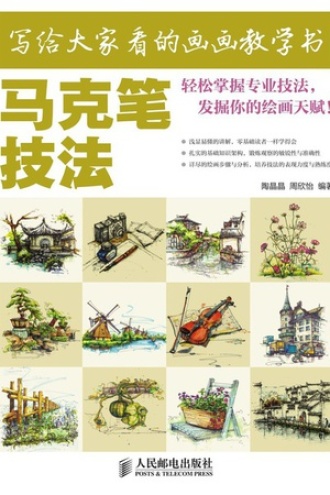 写给大家看的画画教学书
马克笔
技法
轻松掌握专业技法，
发掘你的绘画天赋！
浅显易懂的讲解，零基础读者一样学得会
扎实的基础知识架构，锻炼观察的敏锐性与准确性
详尽的绘画步骤与分析，培养技法的表现力度与熟练度
陶晶晶 周欣怡 编著
人民邮电出版社
POSTS & TELECOM PRESS